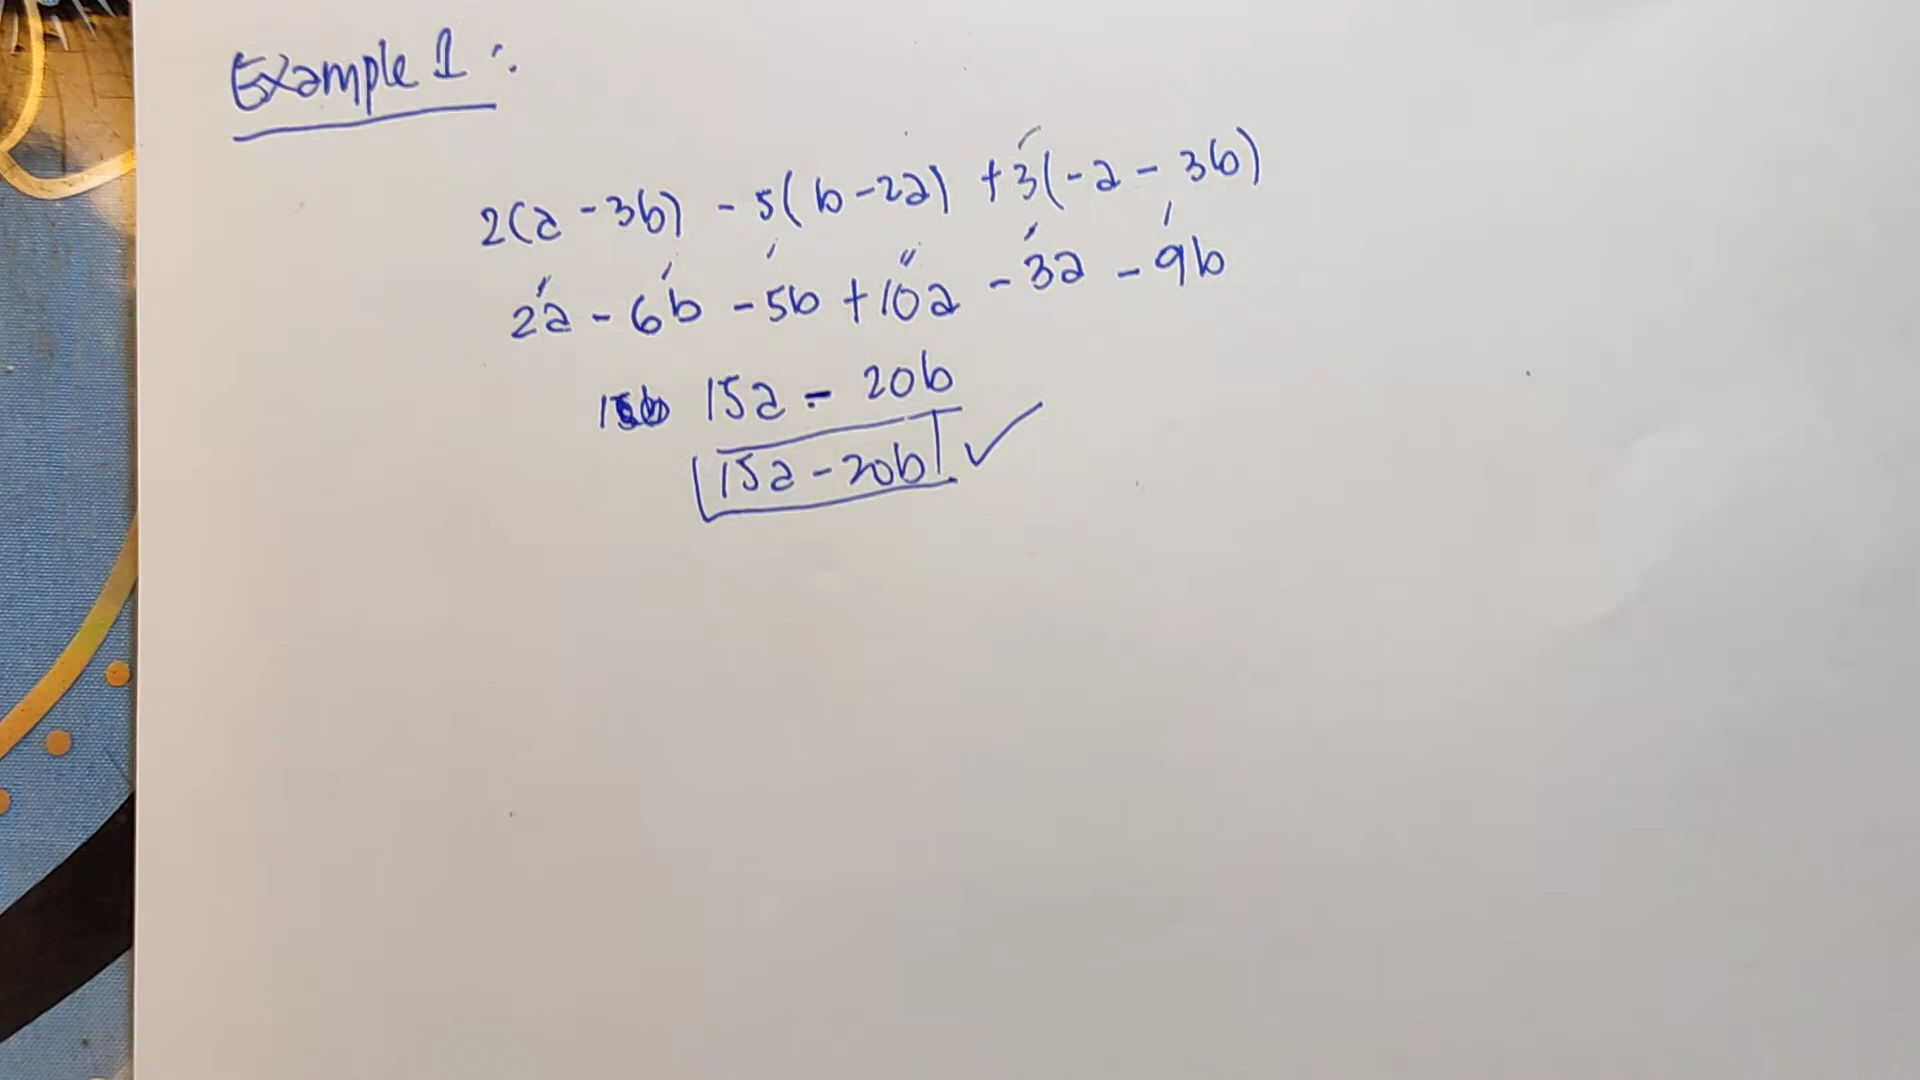 Example 1:
2(a - 3b) - 5(b - 2a) + 3(-a - 3b)
2a - 6b - 5b + 10a - 3a - 9b
15a - 20b
15a - 20b ✓